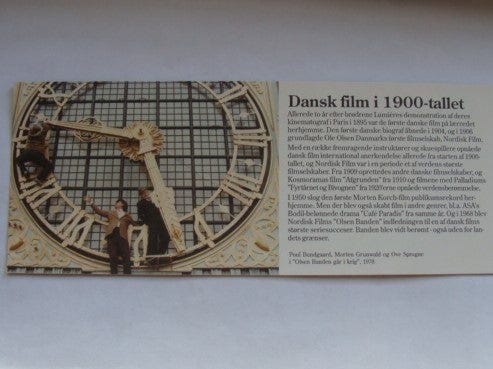 Dansk film i 1900-tallet
Allerede to år efter brødrene Lumières demonstration af deres
kinematograf i Paris i 1895 var de første danske film på lærredet
herhjemme. Den første danske biograf åbnede i 1904, og i 1906
grundlagde Ole Olsen Danmarks første filmselskab, Nordisk Film.
Med en række fremragende instruktører og skuespillere opnåede
dansk film international anerkendelse allerede fra starten af 1900-
tallet, og Nordisk Film var i en periode et af verdens største
filmselskaber. Fra 1909 oprettedes andre danske filmselskaber, og
Kosmoramas film "Afgrunden" fra 1910 og filmene med Palladiums
"Fyrtårnet og Bivognen" fra 1920'erne opnåede verdensberømmelse.
I 1950 slog den første Morten Korch-film publikumsrekord her-
hjemme. Men der blev også skabt film i andre genrer, bl.a. ASA's
Bodil-belønnede drama "Café Paradis" fra samme år. Og i 1968 blev
Nordisk Films "Olsen Banden" indledningen til en af dansk films
største seriesucceser. Banden blev vidt berømt - også uden for lan-
dets grænser.
Poul Bundgaard, Morten Grunwald og Ove Sprogøe
i "Olsen Banden går i krig", 1978.